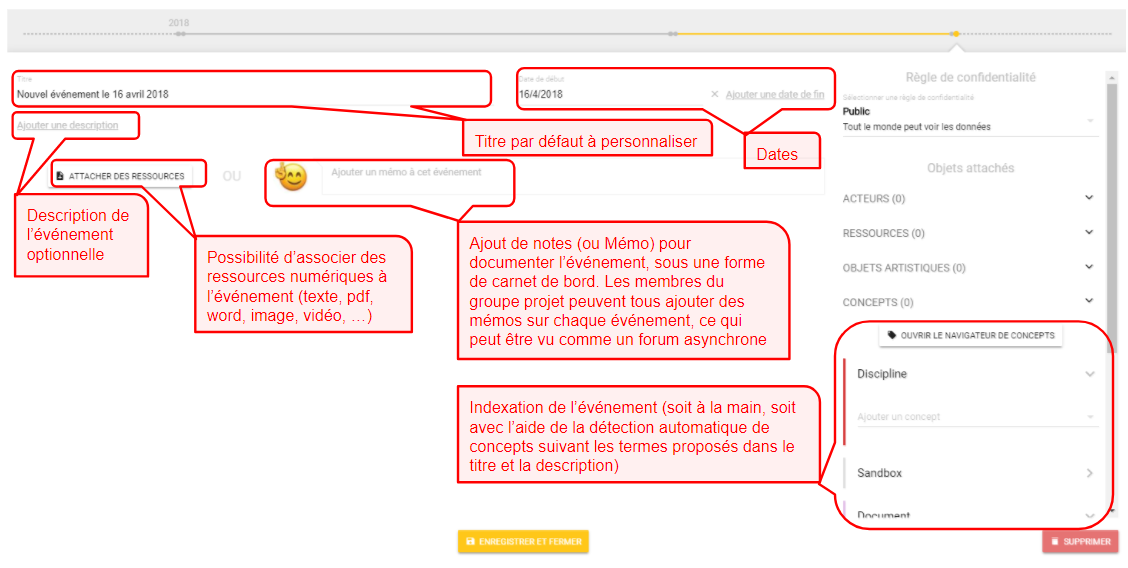 2018
Titre
Nouvel événement le 16 avril 2018
Date de début
16/4/2018
× Ajouter une date de fin
Règle de confidentialité
Sélectionner une règle de confidentialité
Public
Tout le monde peut voir les données
Ajouter une description
Titre par défaut à personnaliser
Dates
ATTACHER DES RESSOURCES
OU
Ajouter un mémo à cet événement
Objets attachés
ACTEURS (0)
RESSOURCES (0)
OBJETS ARTISTIQUES (0)
CONCEPTS (0)
Description de
l’événement
optionnelle
Possibilité d’associer des
ressources numériques à
l’événement (texte, pdf,
word, image, vidéo, …)
Ajout de notes (ou Mémo) pour
documenter l’événement, sous une forme
de carnet de bord. Les membres du
groupe projet peuvent tous ajouter des
mémos sur chaque événement, ce qui
peut être vu comme un forum asynchrone
OUVRIR LE NAVIGATEUR DE CONCEPTS
Discipline
Ajouter un concept
Sandbox
Document
Indexation de l’événement (soit à la main, soit
avec l’aide de la détection automatique de
concepts suivant les termes proposés dans le
titre et la description)
ENREGISTRER ET FERMER
SUPPRIMER